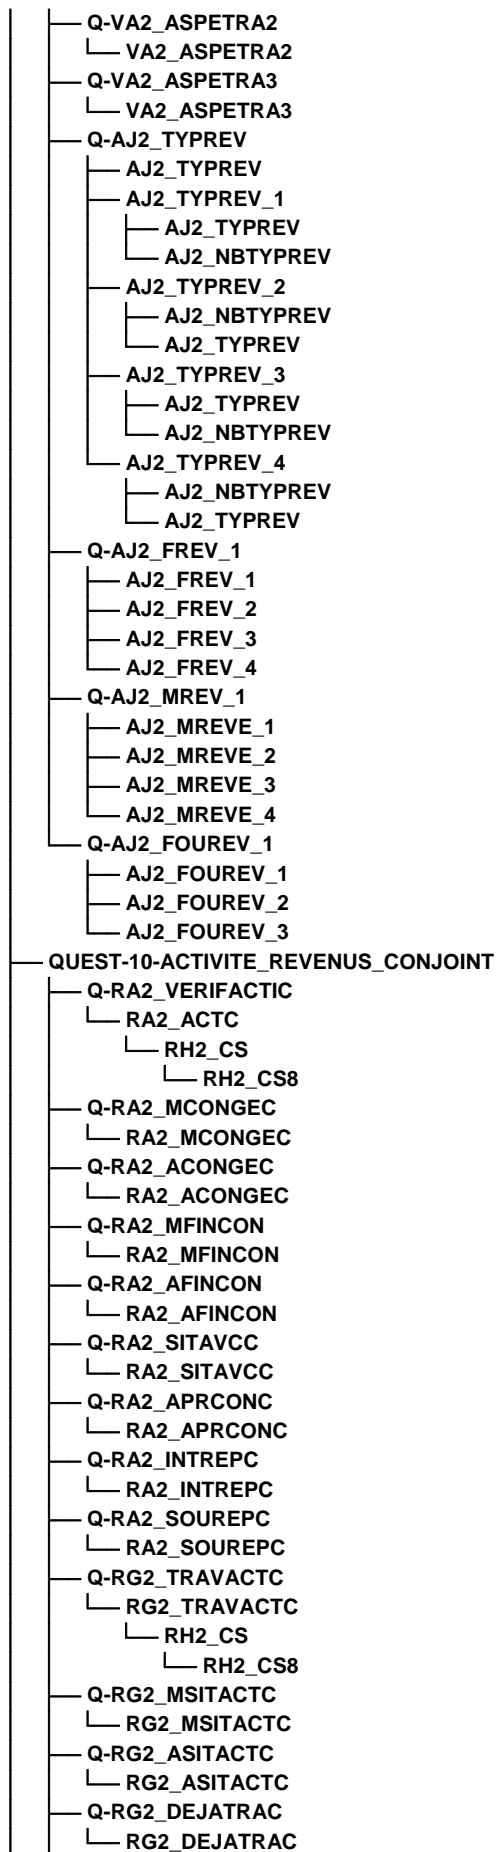 Q-VA2_ASPETRA2
VA2_ASPETRA2
Q-VA2_ASPETRA3
VA2_ASPETRA3
Q-AJ2_TYPREV
AJ2_TYPREV
AJ2_TYPREV_1
AJ2_TYPREV
AJ2_NBTYPREV
AJ2_TYPREV_2
AJ2_NBTYPREV
AJ2_TYPREV
AJ2_TYPREV_3
AJ2_TYPREV
AJ2_NBTYPREV
AJ2_TYPREV_4
AJ2_NBTYPREV
AJ2_TYPREV
Q-AJ2_FREV_1
AJ2_FREV_1
AJ2_FREV_2
AJ2_FREV_3
AJ2_FREV_4
Q-AJ2_MREV_1
AJ2_MREVE_1
AJ2_MREVE_2
AJ2_MREVE_3
AJ2_MREVE_4
Q-AJ2_FOUREV_1
AJ2_FOUREV_1
AJ2_FOUREV_2
AJ2_FOUREV_3
QUEST-10-ACTIVITE_REVENUS_CONJOINT
Q-RA2_VERIFACTIC
RA2_ACTC
RH2_CS
RH2_CS8
Q-RA2_MCONGEC
RA2_MCONGEC
Q-RA2_ACONGEC
RA2_ACONGEC
Q-RA2_MFINCON
RA2_MFINCON
Q-RA2_AFINCON
RA2_AFINCON
Q-RA2_SITAVCC
RA2_SITAVCC
Q-RA2_APRCONC
RA2_APRCONC
Q-RA2_INTREPC
RA2_INTREPC
Q-RA2_SOUREPC
RA2_SOUREPC
Q-RG2_TRAVACTC
RG2_TRAVACTC
RH2_CS
RH2_CS8
Q-RG2_MSITACTC
RG2_MSITACTC
Q-RG2_ASITACTC
RG2_ASITACTC
Q-RG2_DEJATRAC
RG2_DEJATRAC